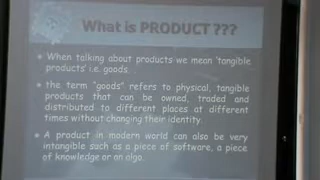 What is PRODUCT ???
When talking about products we mean 'tangible
products' i.e. goods.
the term "goods" refers to physical, tangible
products that can be owned, traded and
distributed to different places at different
times without changing their identity.
A product in modern world can also be very
intangible such as a piece of software, a piece
of knowledge or an algo.